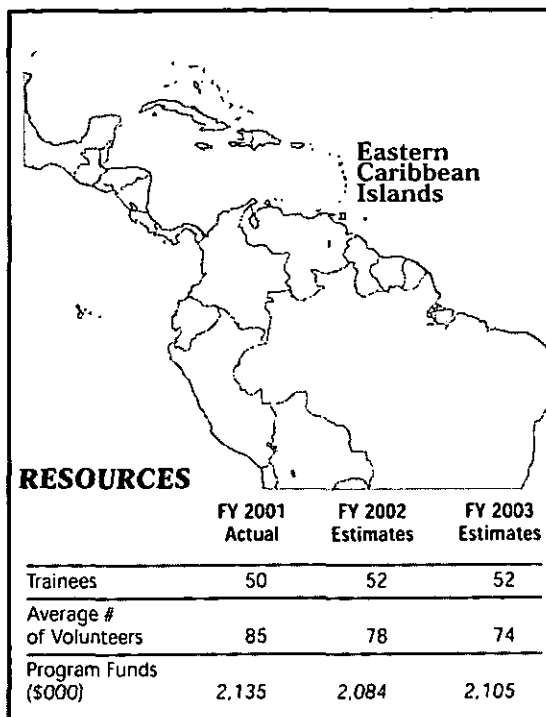 Eastern
Caribbean
Islands
RESOURCES
FY 2001 FY 2002 FY 2003
Actual Estimates Estimates
Trainees 50 52 52
Average #
of Volunteers 85 78 74
Program Funds
($000) 2,135 2,084 2,105